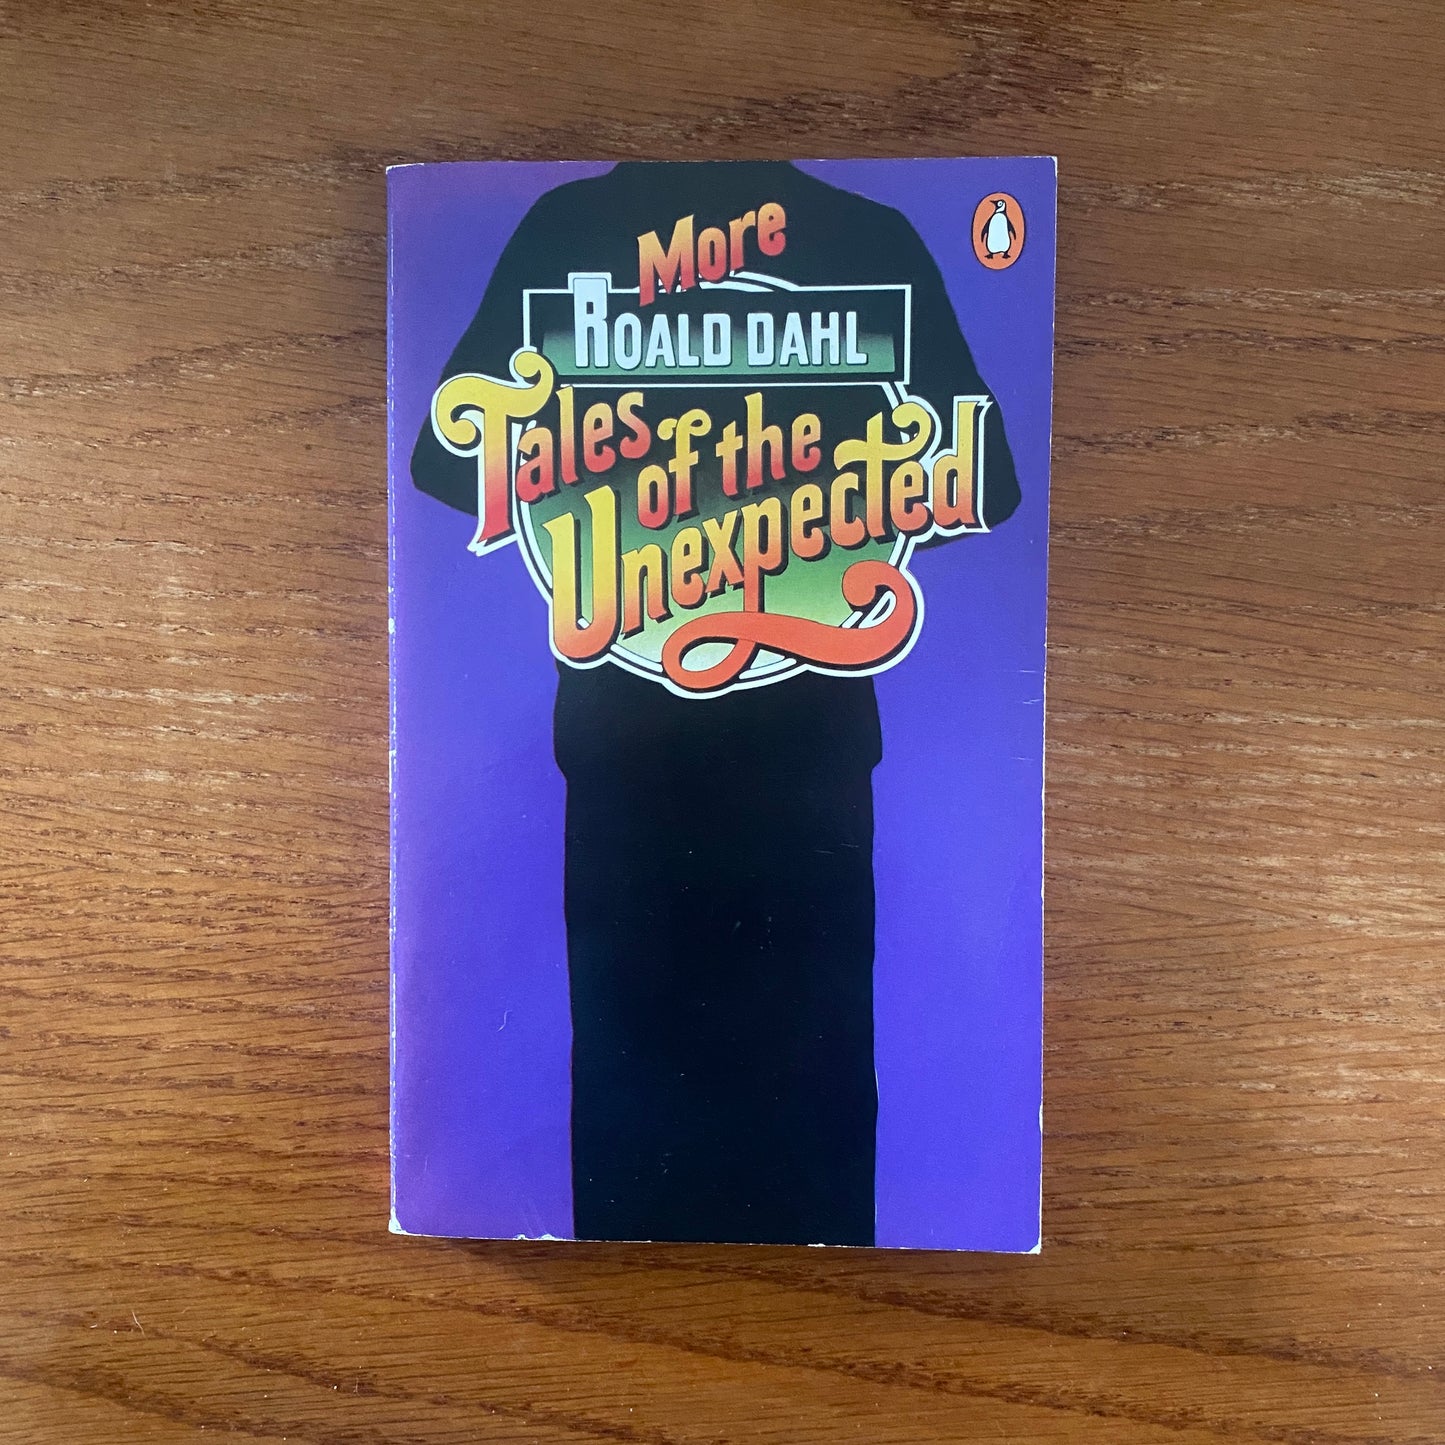 More
ROALD DAHL
Tales
of the
Unexpected